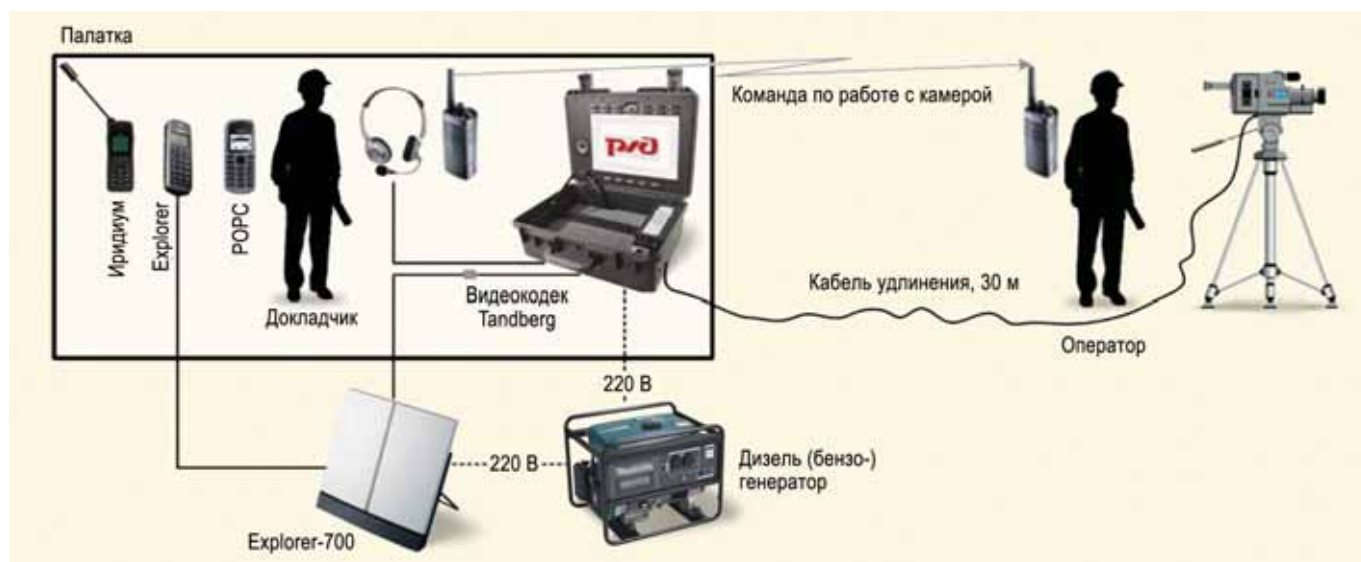 Палатка
Команда по работе с камерой
Иридиум
Explorer
РОРС
ржд
Докладчик
Видеокодек
Tandberg
Кабель удлинения, 30 м
Оператор
220 В
220 В
Дизель (бензо-)
генератор
Explorer-700